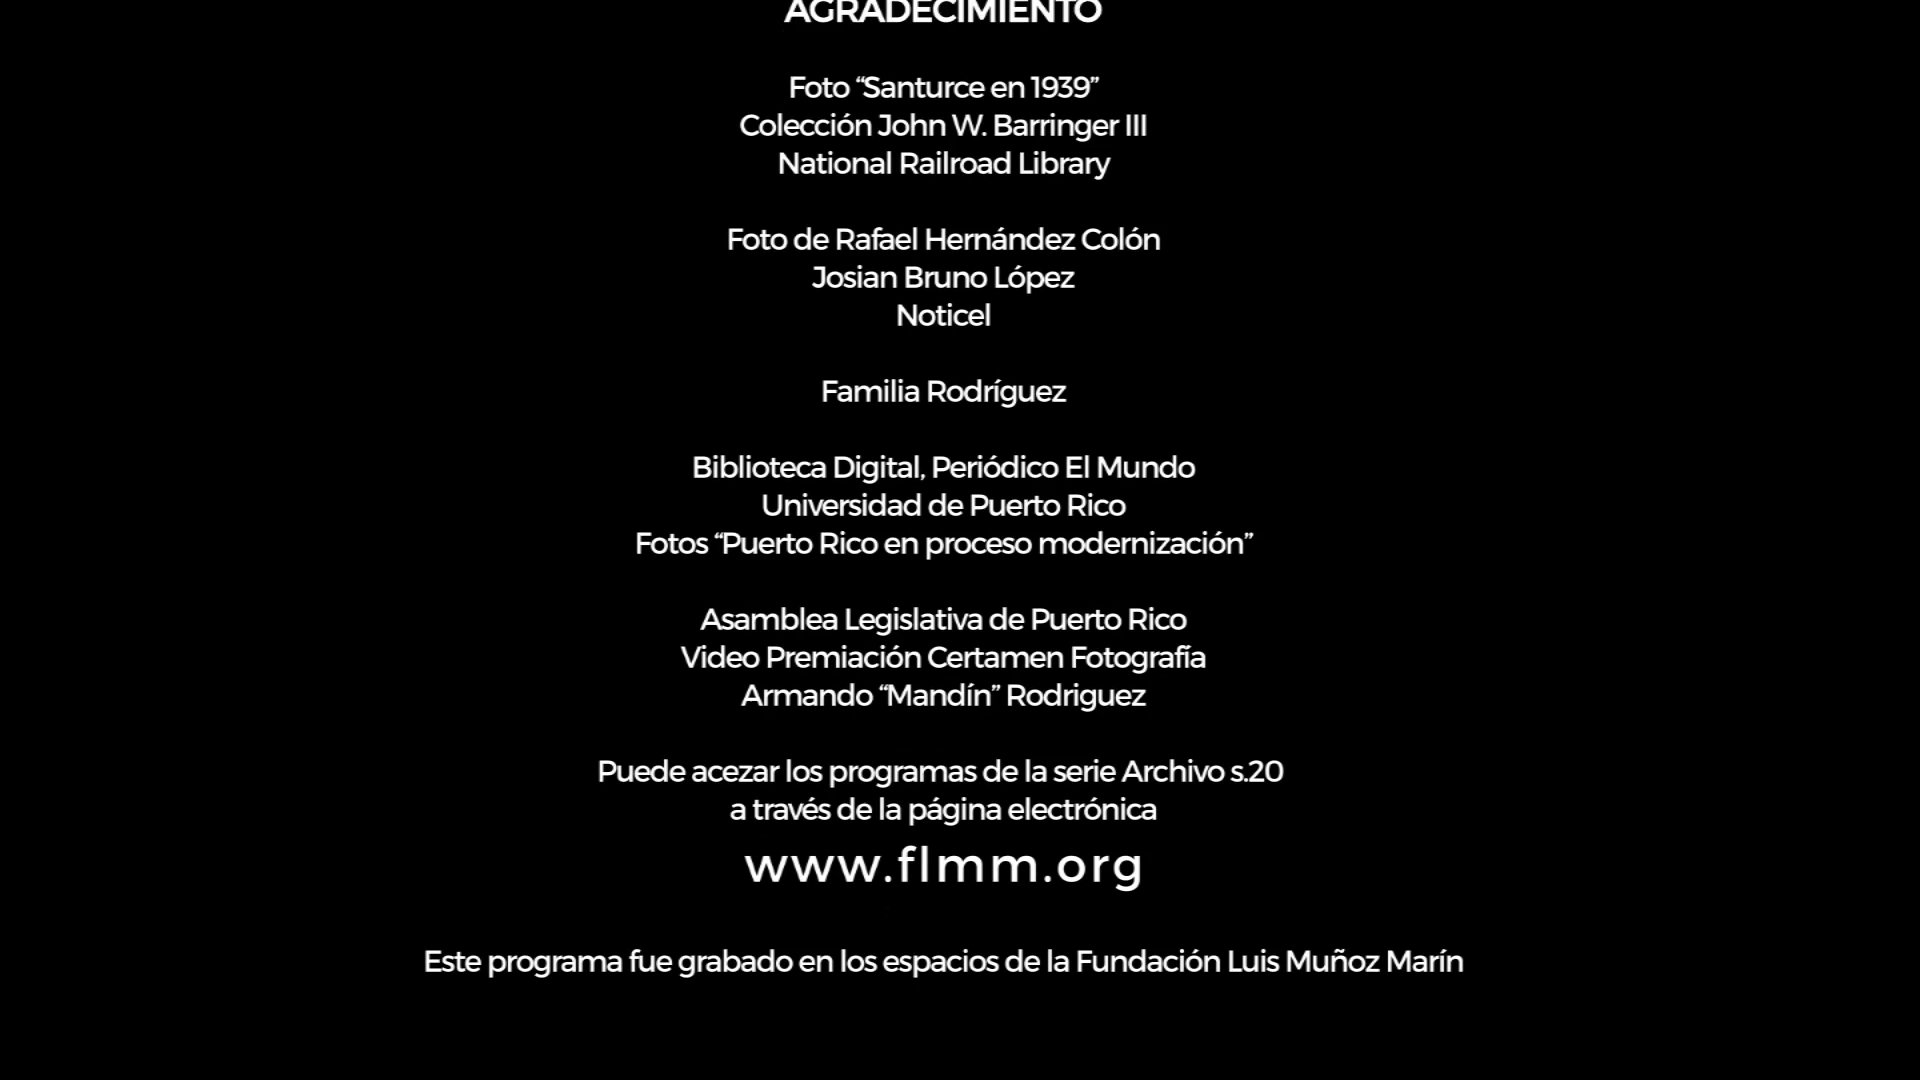 AGRADECIMIENTO
Foto “Santurce en 1939”
Colección John W. Barringer III
National Railroad Library
Foto de Rafael Hernández Colón
Josian Bruno López
Noticel
Familia Rodríguez
Biblioteca Digital, Periódico El Mundo
Universidad de Puerto Rico
Fotos “Puerto Rico en proceso modernización”
Asamblea Legislativa de Puerto Rico
Video Premiación Certamen Fotografía
Armando “Mandín” Rodriguez
Puede acezar los programas de la serie Archivo s.20
a través de la página electrónica
www.flmm.org
Este programa fue grabado en los espacios de la Fundación Luis Muñoz Marín